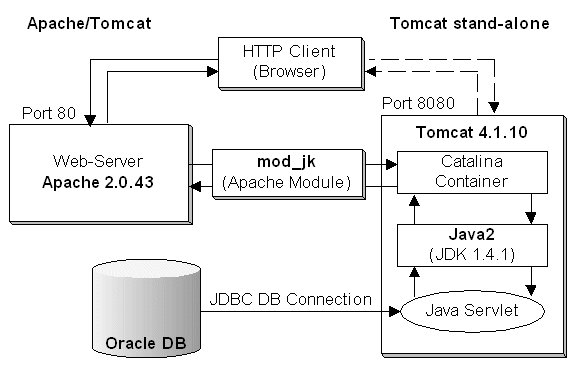 Apache/Tomcat
Tomcat stand-alone
HTTP Client
(Browser)
Port 80
Port 8080
Web-Server
Apache 2.0.43
mod_jk
(Apache Module)
Tomcat 4.1.10
Catalina
Container
Java2
(JDK 1.4.1)
JDBC DB Connection
Java Servlet
Oracle DB